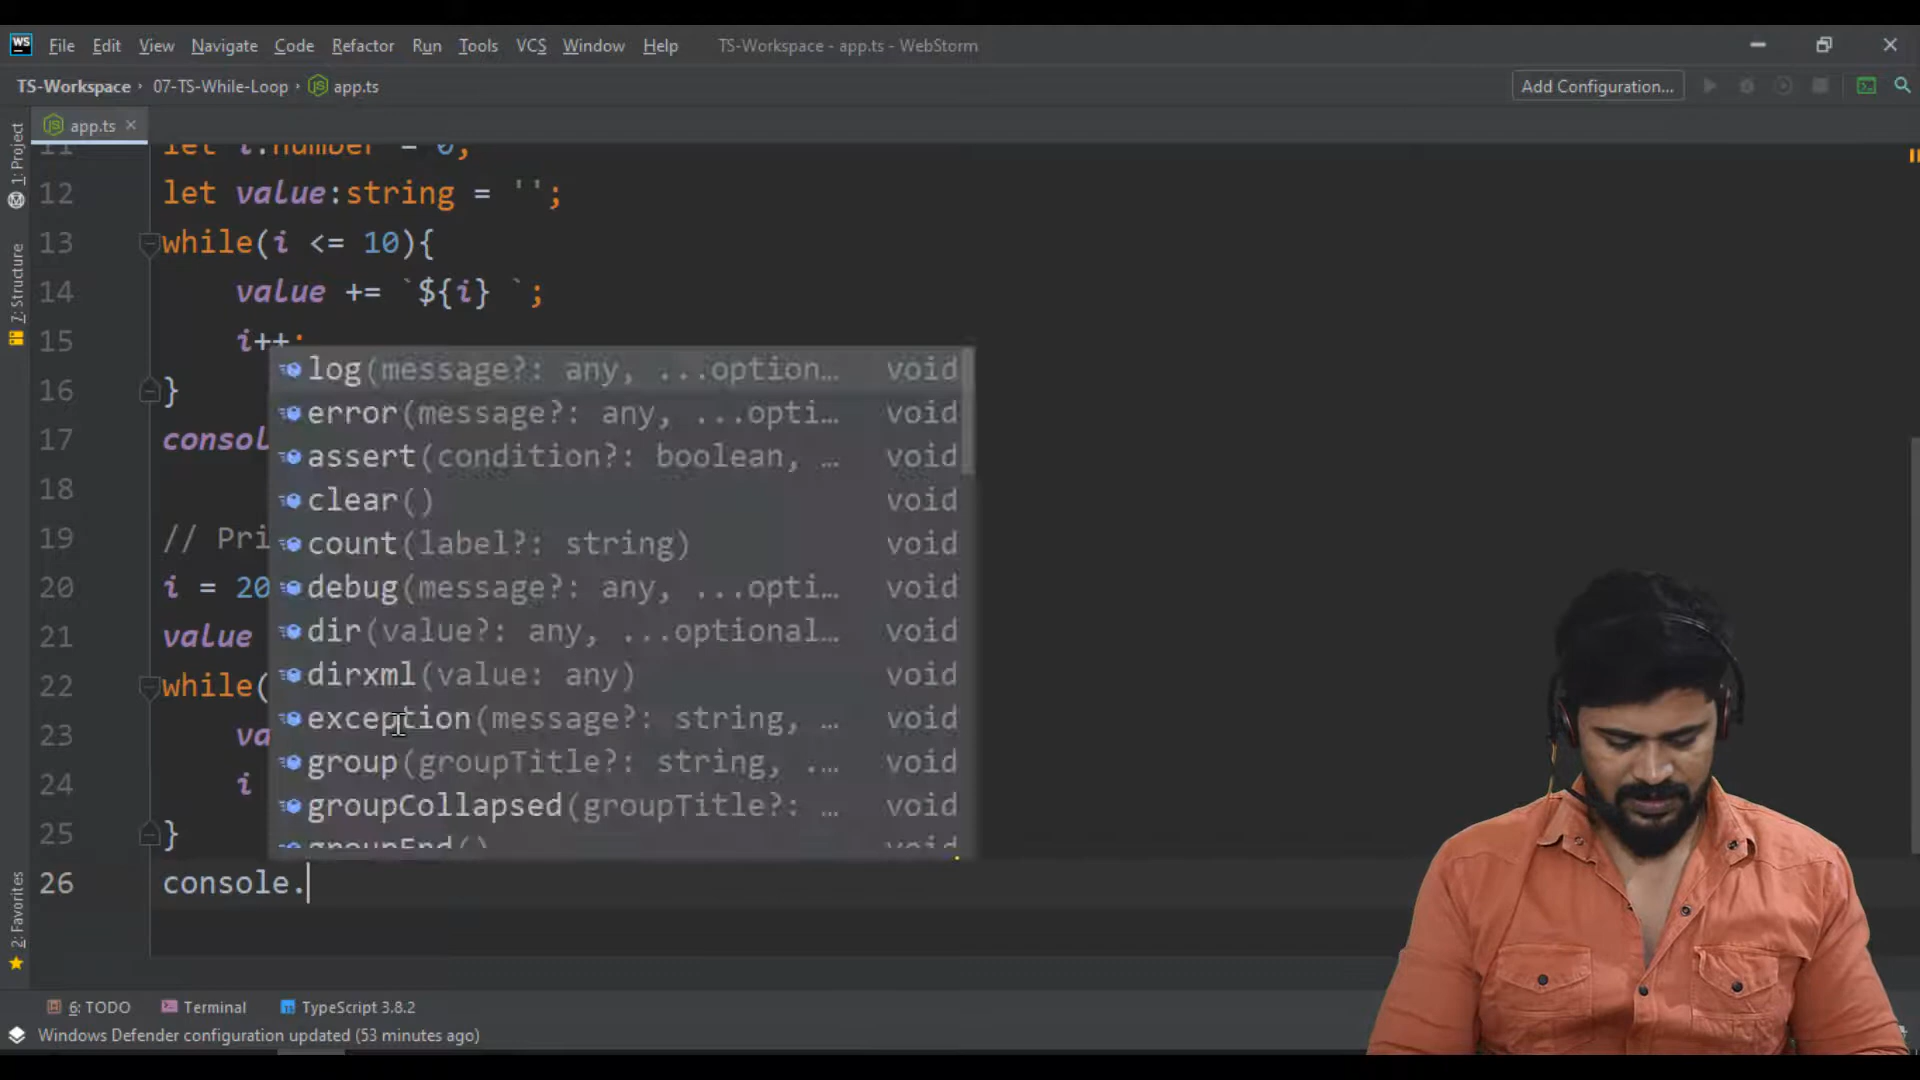 WS File Edit View Navigate Code Refactor Run Tools VCS Window Help TS-Workspace - app.ts - WebStorm
TS-Workspace 07-TS-While-Loop app.ts Add Configuration...
app.ts
1: Project
7: Structure
2: Favorites
11 let i:number = 0;
12 let value:string = '';
13 while(i <= 10){
14 value += `${i} `;
15 i++;
16 }
17 consol
18
19 // Pri
20 i = 20
21 value
22 while(
23 va
24 i
25 }
26 console.
log(message?: any, ...option... void
error(message?: any, ...opti... void
assert(condition?: boolean, ... void
clear() void
count(label?: string) void
debug(message?: any, ...opti... void
dir(value?: any, ...optional... void
dirxml(value: any) void
exception(message?: string, ... void
group(groupTitle?: string, ... void
groupCollapsed(groupTitle?: ... void
groupEnd() void
6: TODO Terminal TypeScript 3.8.2
Windows Defender configuration updated (53 minutes ago)